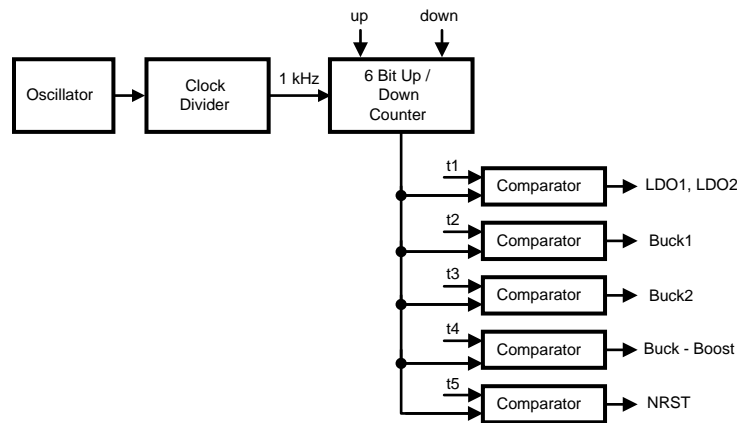 up down
Oscillator
Clock
Divider
1 kHz
6 Bit Up /
Down
Counter
t1
Comparator
LDO1, LDO2
t2
Comparator
Buck1
t3
Comparator
Buck2
t4
Comparator
Buck - Boost
t5
Comparator
NRST